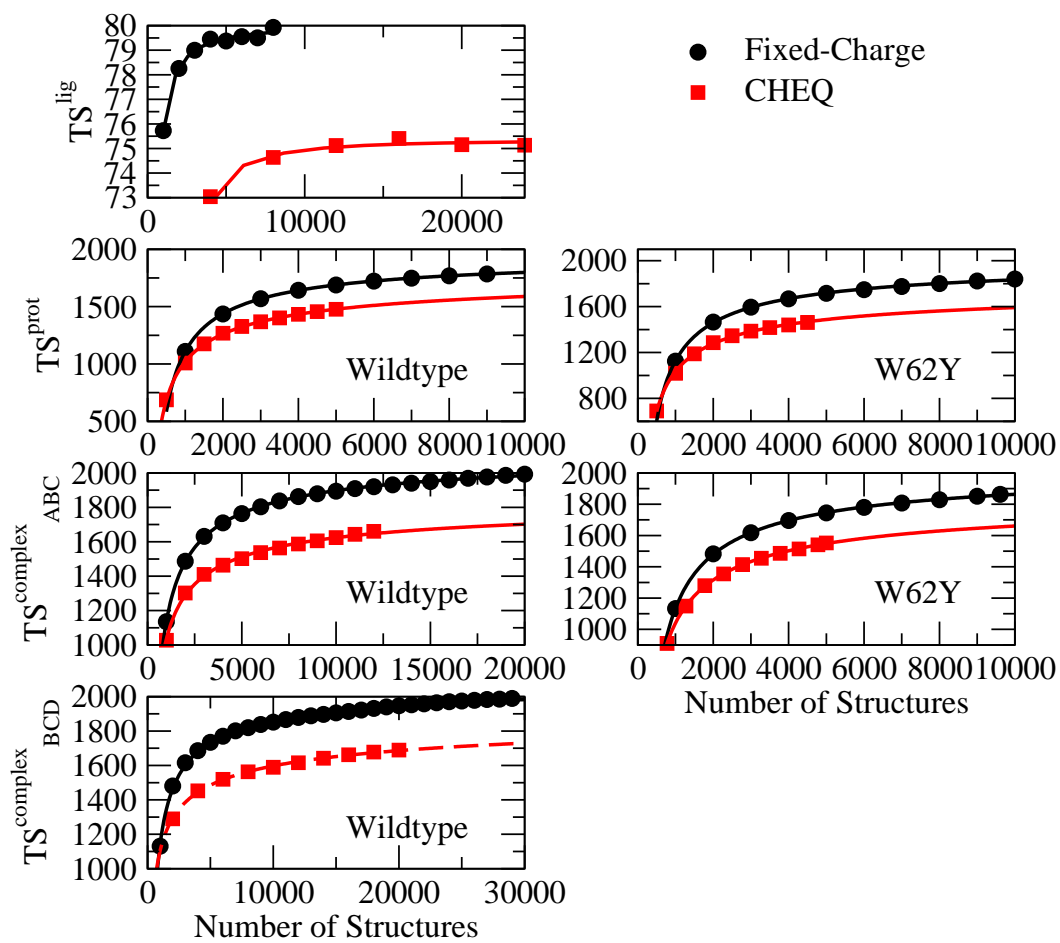 Fixed-Charge
CHEQ
TS^lig
80
79
78
77
76
75
74
73
0 10000 20000
TS^prot
2000
1500
1000
500
Wildtype
0 2000 4000 6000 8000 10000
2000
1600
1200
800
W62Y
0 2000 4000 6000 8000 10000
TS^complex ABC
2000
1800
1600
1400
1200
1000
Wildtype
0 5000 10000 15000 20000
2000
1800
1600
1400
1200
1000
W62Y
0 2000 4000 6000 8000 10000
Number of Structures
TS^complex BCD
2000
1800
1600
1400
1200
1000
Wildtype
0 10000 20000 30000
Number of Structures